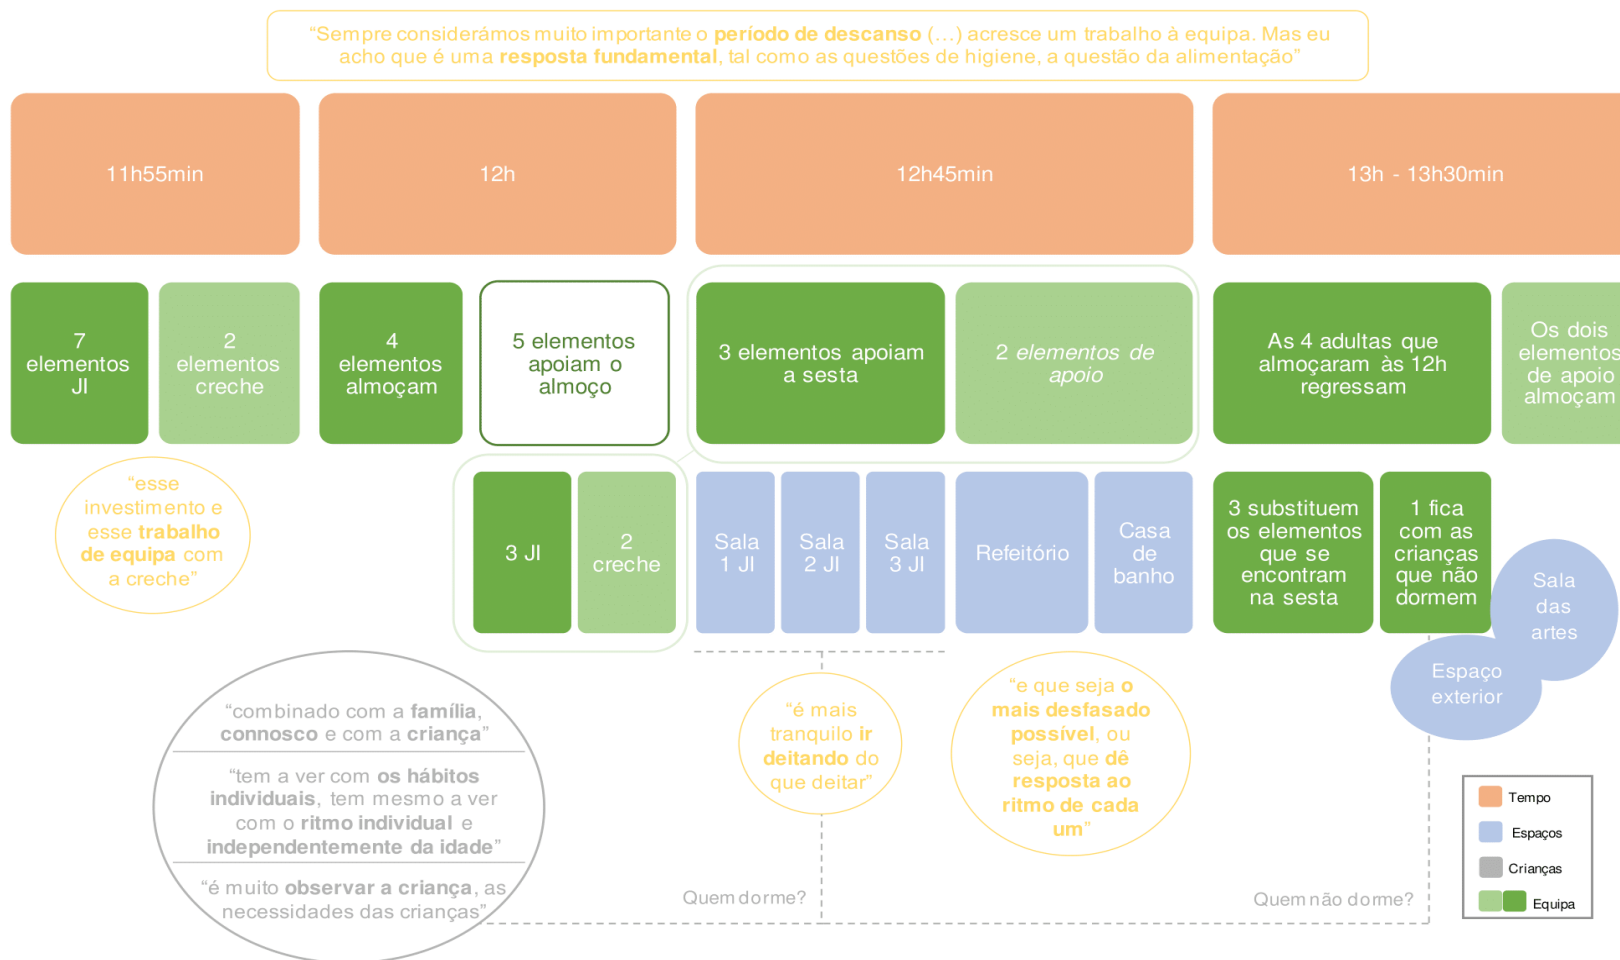 “Sempre considerámos muito importante o período de descanso (...) acresce um trabalho à equipa. Mas eu
acho que é uma resposta fundamental, tal como as questões de higiene, a questão da alimentação”
11h55min
12h
12h45min
13h - 13h30min
7
elementos
JI
2
elementos
creche
4
elementos
almoçam
5 elementos
apoiam o
almoço
3 elementos apoiam
a sesta
2 elementos de
apoio
As 4 adultas que
almoçaram às 12h
regressam
Os dois
elementos
de apoio
almoçam
“esse
investimento e
esse trabalho
de equipa com
a creche”
3 JI
2
creche
Sala
1 JI
Sala
2 JI
Sala
3 JI
Refeitório
Casa
de
banho
3 substituem
os elementos
que se
encontram
na sesta
1 fica
com as
crianças
que não
dormem
Sala
das
artes
Espaço
exterior
“combinado com a família,
connosco e com a criança”
“tem a ver com os hábitos
individuais, tem mesmo a ver
com o ritmo individual e
independentemente da idade”
“é muito observar a criança, as
necessidades das crianças”
“é mais
tranquilo ir
deitando do
que deitar”
“e que seja o
mais desfasado
possível, ou
seja, que dê
resposta ao
ritmo de cada
um”
Quem dorme?
Quem não dorme?
Tempo
Espaços
Crianças
Equipa